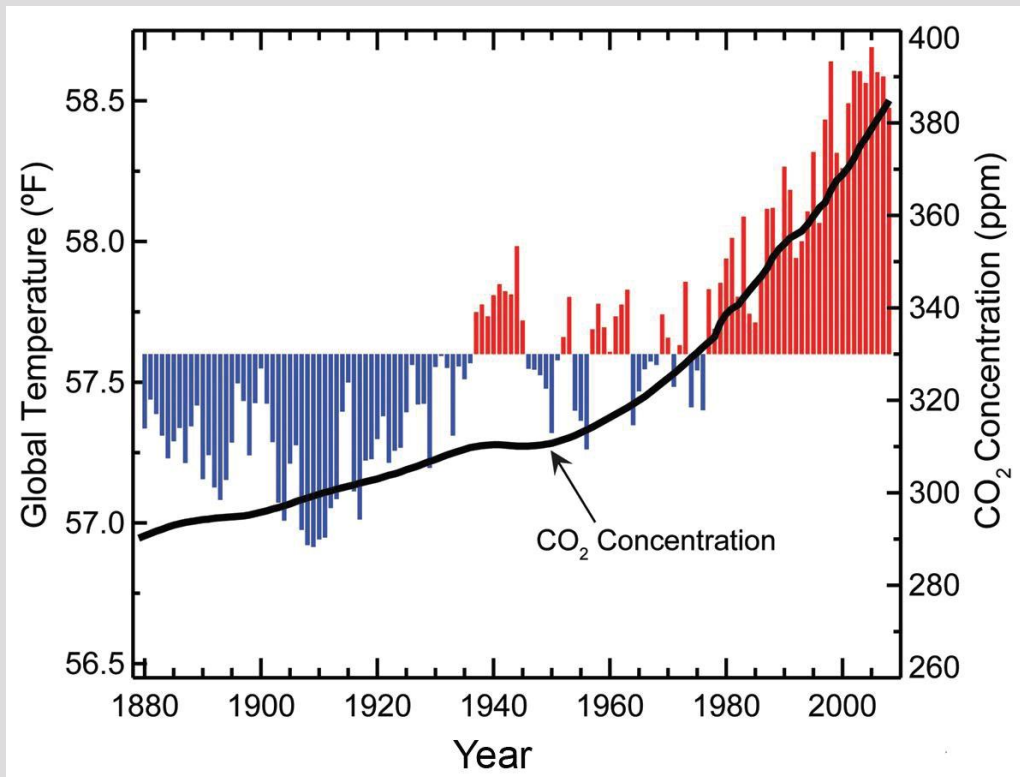 Global Temperature (ºF)
58.5
58.0
57.5
57.0
56.5
CO₂ Concentration
400
380
360
340
320
300
280
260
CO₂ Concentration (ppm)
1880 1900 1920 1940 1960 1980 2000
Year